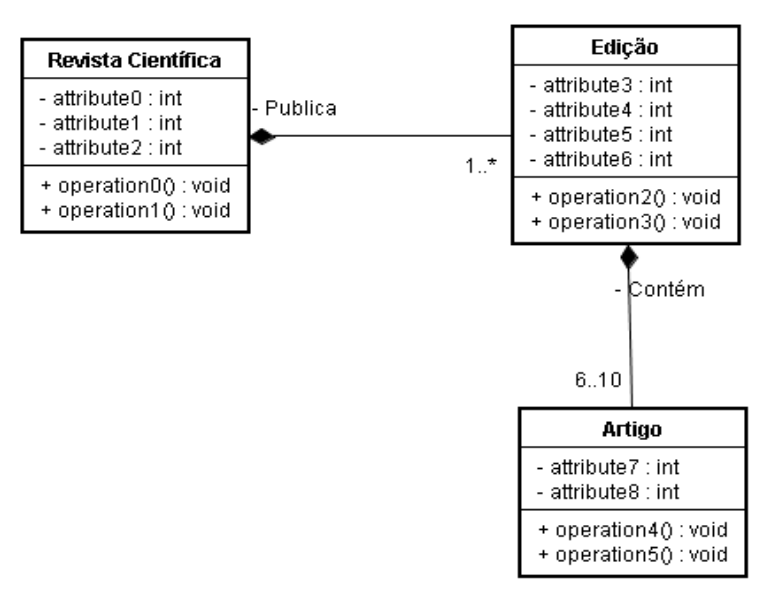 Revista Científica
- attribute0 : int
- attribute1 : int
- attribute2 : int
+ operation0() : void
+ operation1() : void
- Publica
1..*
Edição
- attribute3 : int
- attribute4 : int
- attribute5 : int
- attribute6 : int
+ operation2() : void
+ operation3() : void
- Contém
6..10
Artigo
- attribute7 : int
- attribute8 : int
+ operation4() : void
+ operation5() : void